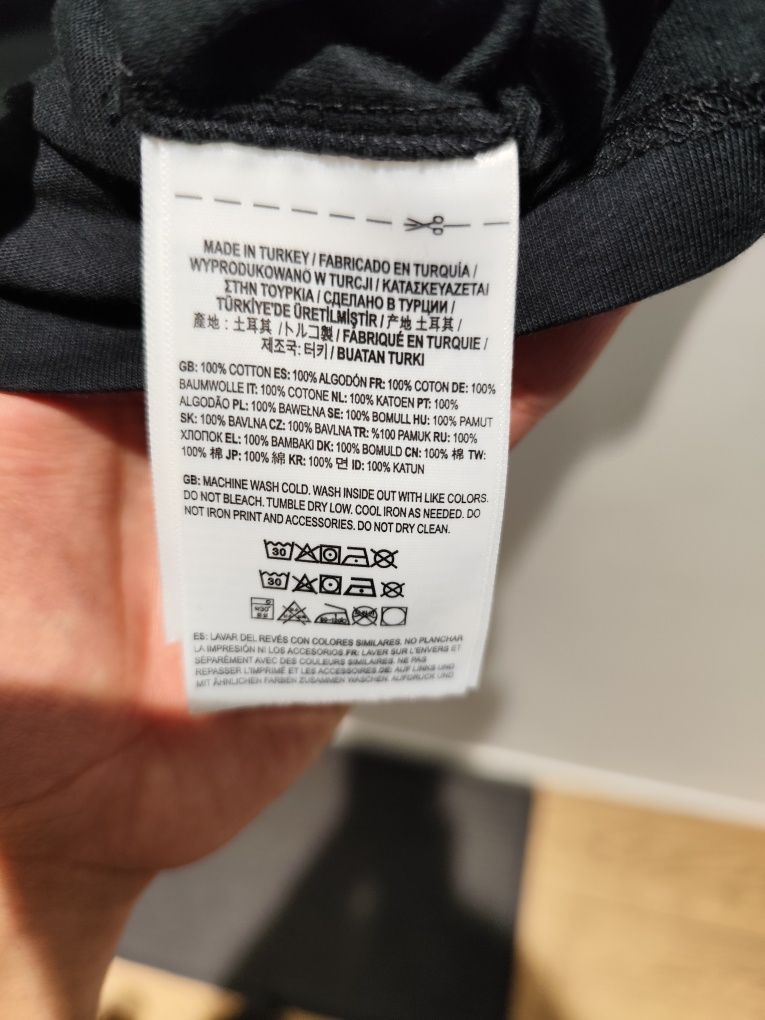 MADE IN TURKEY / FABRICADO EN TURQUÍA /
WYPRODUKOWANO W TURCJI / ΚΑΤΑΣΚΕΥΑΖΕΤΑΙ
ΣΤΗΝ ΤΟΥΡΚΙΑ / СДЕЛАНО В ТУРЦИИ /
TÜRKİYE'DE ÜRETİLMİŞTİR / 产地 土耳其 /
產地 : 土耳其 /トルコ製 / FABRIQUÉ EN TURQUIE /
제조국: 터키 / BUATAN TURKI
GB: 100% COTTON ES: 100% ALGODÓN FR: 100% COTON DE: 100%
BAUMWOLLE IT: 100% COTONE NL: 100% KATOEN PT: 100%
ALGODÃO PL: 100% BAWEŁNA SE: 100% BOMULL HU: 100% PAMUT
SK: 100% BAVLNA CZ: 100% BAVLNA TR: %100 PAMUK RU: 100%
ХЛОПОК EL: 100% BAMBAKI DK: 100% BOMULD CN: 100% 棉 TW:
100% 棉 JP: 100% 綿 KR: 100% 면 ID: 100% KATUN
GB: MACHINE WASH COLD. WASH INSIDE OUT WITH LIKE COLORS.
DO NOT BLEACH. TUMBLE DRY LOW. COOL IRON AS NEEDED. DO
NOT IRON PRINT AND ACCESSORIES. DO NOT DRY CLEAN.
30
30
ES: LAVAR DEL REVÉS CON COLORES SIMILARES. NO PLANCHAR
LA IMPRESIÓN NI LOS ACCESORIOS.FR: LAVER SUR L'ENVERS ET
SÉPARÉMENT AVEC DES COULEURS SIMILAIRES. NE PAS
REPASSER L'IMPRIMÉ ET LES ACCESSOIRES DE: AUF LINKS UND
MIT ÄHNLICHEN FARBEN ZUSAMMEN WASCHEN. AUFDRUCK UND